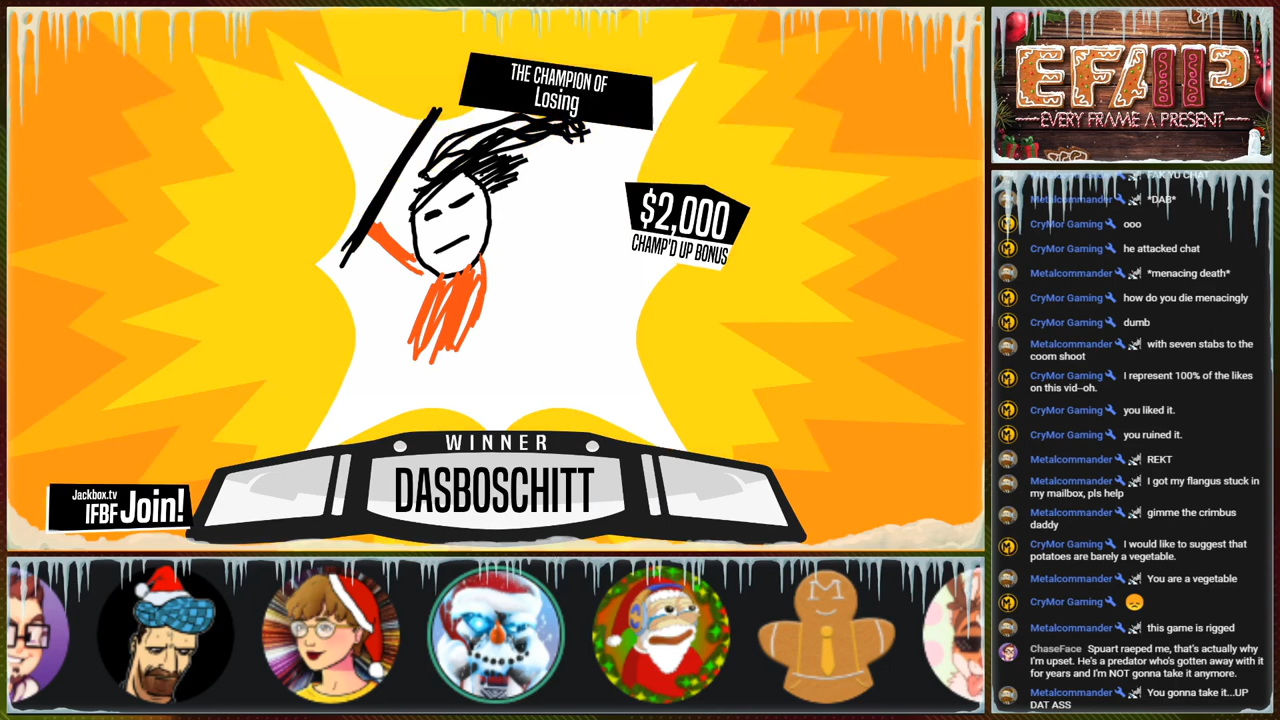 THE CHAMPION OF
Losing
$2,000
CHAMP'D UP BONUS
WINNER
DASBOSCHITT
Jackbox.tv
IFBF Join!
EFAP
EVERY FRAME A PRESENT
FAK YU CHAT
Metalcommander *DAB*
CryMor Gaming ooo
CryMor Gaming he attacked chat
Metalcommander *menacing death*
CryMor Gaming how do you die menacingly
CryMor Gaming dumb
Metalcommander with seven stabs to the
coom shoot
CryMor Gaming I represent 100% of the likes
on this vid--oh.
CryMor Gaming you liked it.
CryMor Gaming you ruined it.
Metalcommander REKT
Metalcommander I got my flangus stuck in
my mailbox, pls help
Metalcommander gimme the crimbus
daddy
CryMor Gaming I would like to suggest that
potatoes are barely a vegetable.
Metalcommander You are a vegetable
CryMor Gaming
Metalcommander this game is rigged
ChaseFace Spuart raeped me, that's actually why
I'm upset. He's a predator who's gotten away with it
for years and I'm NOT gonna take it anymore.
Metalcommander You gonna take it...UP
DAT ASS